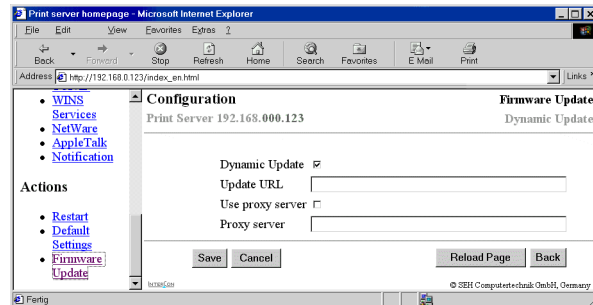 Print server homepage - Microsoft Internet Explorer
File Edit View Favorites Extras ?
Back Forward Stop Refresh Home Search Favorites E Mail Print
Address http://192.168.0.123/index_en.html Links
WINS Services
NetWare
AppleTalk
Notification
Actions
Restart
Default Settings
Firmware Update
Configuration Firmware Update
Print Server 192.168.000.123 Dynamic Update
Dynamic Update
Update URL
Use proxy server
Proxy server
Save Cancel Reload Page Back
INTERCON © SEH Computertechnik GmbH, Germany
Fertig